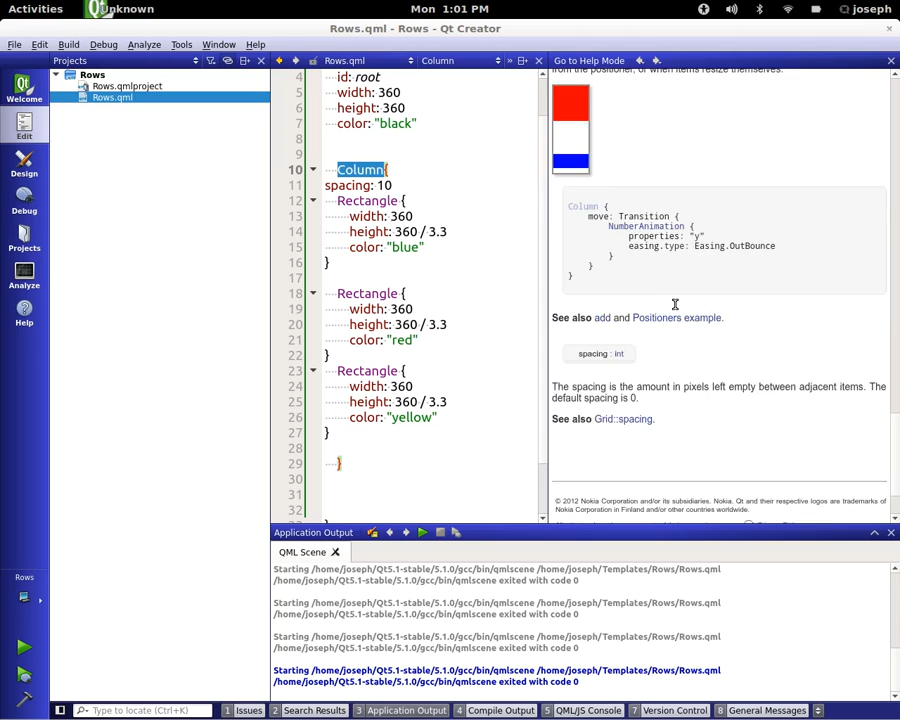 Activities
Unknown
Mon 1:01 PM
joseph
Rows.qml - Rows - Qt Creator
File Edit Build Debug Analyze Tools Window Help
Projects
Rows.qml
Column
Go to Help Mode
Welcome
Edit
Design
Debug
Projects
Analyze
Help
Rows
Rows
Rows.qmlproject
Rows.qml
4 id: root
5 width: 360
6 height: 360
7 color: "black"
8
9
10 Column{
11 spacing: 10
12 Rectangle {
13 width: 360
14 height: 360 / 3.3
15 color: "blue"
16 }
17
18 Rectangle {
19 width: 360
20 height: 360 / 3.3
21 color: "red"
22 }
23 Rectangle {
24 width: 360
25 height: 360 / 3.3
26 color: "yellow"
27 }
28
29 }
30
31
32
from the positioner, or when items resize themselves.
Column {
move: Transition {
NumberAnimation {
properties: "y"
easing.type: Easing.OutBounce
}
}
}
See also add and Positioners example.
spacing : int
The spacing is the amount in pixels left empty between adjacent items. The
default spacing is 0.
See also Grid::spacing.
© 2012 Nokia Corporation and/or its subsidiaries. Nokia, Qt and their respective logos are trademarks of
Nokia Corporation in Finland and/or other countries worldwide.
Application Output
QML Scene
Starting /home/joseph/Qt5.1-stable/5.1.0/gcc/bin/qmlscene /home/joseph/Templates/Rows/Rows.qml
/home/joseph/Qt5.1-stable/5.1.0/gcc/bin/qmlscene exited with code 0
Starting /home/joseph/Qt5.1-stable/5.1.0/gcc/bin/qmlscene /home/joseph/Templates/Rows/Rows.qml
/home/joseph/Qt5.1-stable/5.1.0/gcc/bin/qmlscene exited with code 0
Starting /home/joseph/Qt5.1-stable/5.1.0/gcc/bin/qmlscene /home/joseph/Templates/Rows/Rows.qml
/home/joseph/Qt5.1-stable/5.1.0/gcc/bin/qmlscene exited with code 0
Starting /home/joseph/Qt5.1-stable/5.1.0/gcc/bin/qmlscene /home/joseph/Templates/Rows/Rows.qml
/home/joseph/Qt5.1-stable/5.1.0/gcc/bin/qmlscene exited with code 0
Type to locate (Ctrl+K) 1 Issues 2 Search Results 3 Application Output 4 Compile Output 5 QML/JS Console 7 Version Control 8 General Messages